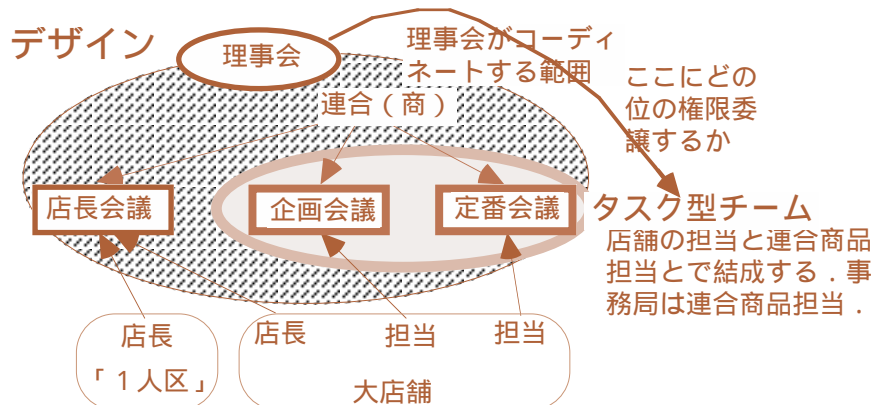 デザイン
理事会
理事会がコーディ
ネートする範囲
ここにどの
位の権限委
譲するか
連合（商）
店長会議
企画会議
定番会議
タスク型チーム
店舗の担当と連合商品
担当とで結成する．事
務局は連合商品担当．
店長
「１人区」
店長
担当
担当
大店舗